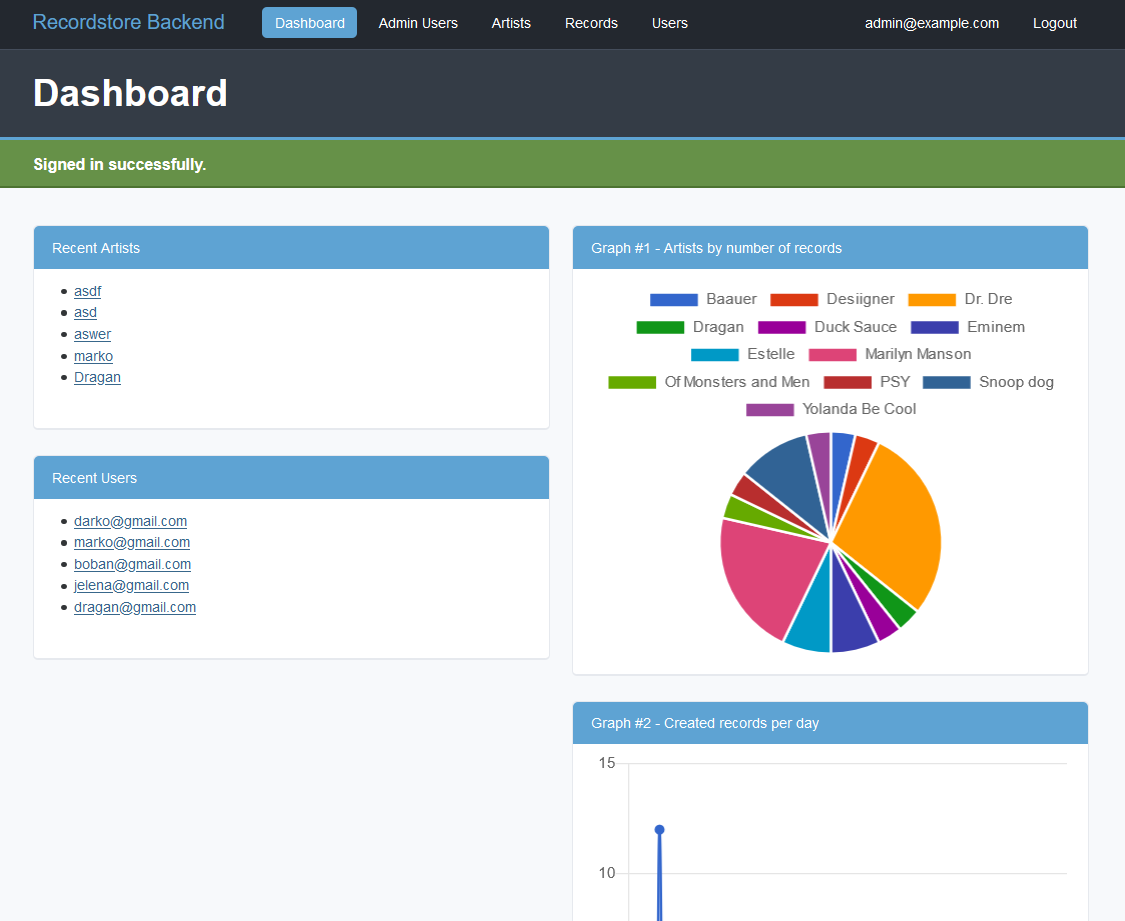 Recordstore Backend Dashboard Admin Users Artists Records Users admin@example.com Logout
Dashboard
Signed in successfully.
Recent Artists
asdf
asd
aswer
marko
Dragan
Recent Users
darko@gmail.com
marko@gmail.com
boban@gmail.com
jelena@gmail.com
dragan@gmail.com
Graph #1 - Artists by number of records
Baauer Desiigner Dr. Dre
Dragan Duck Sauce Eminem
Estelle Marilyn Manson
Of Monsters and Men PSY Snoop dog
Yolanda Be Cool
Graph #2 - Created records per day
15
10